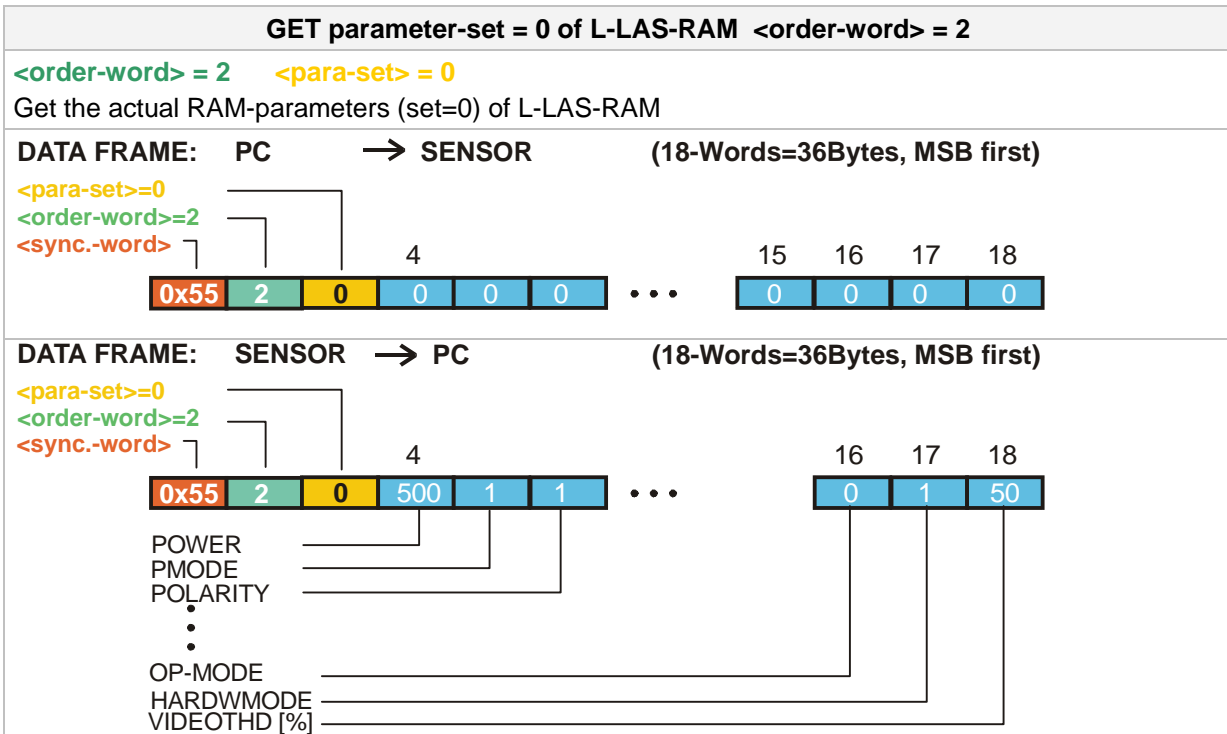 GET parameter-set = 0 of L-LAS-RAM <order-word> = 2
<order-word> = 2 <para-set> = 0
Get the actual RAM-parameters (set=0) of L-LAS-RAM
DATA FRAME: PC → SENSOR (18-Words=36Bytes, MSB first)
<para-set>=0
<order-word>=2
<sync.-word>
4 15 16 17 18
0x55 2 0 0 0 0 • • • 0 0 0 0
DATA FRAME: SENSOR → PC (18-Words=36Bytes, MSB first)
<para-set>=0
<order-word>=2
<sync.-word>
4 16 17 18
0x55 2 0 500 1 1 • • • 0 1 50
POWER
PMODE
POLARITY
OP-MODE
HARDWMODE
VIDEOTHD [%]